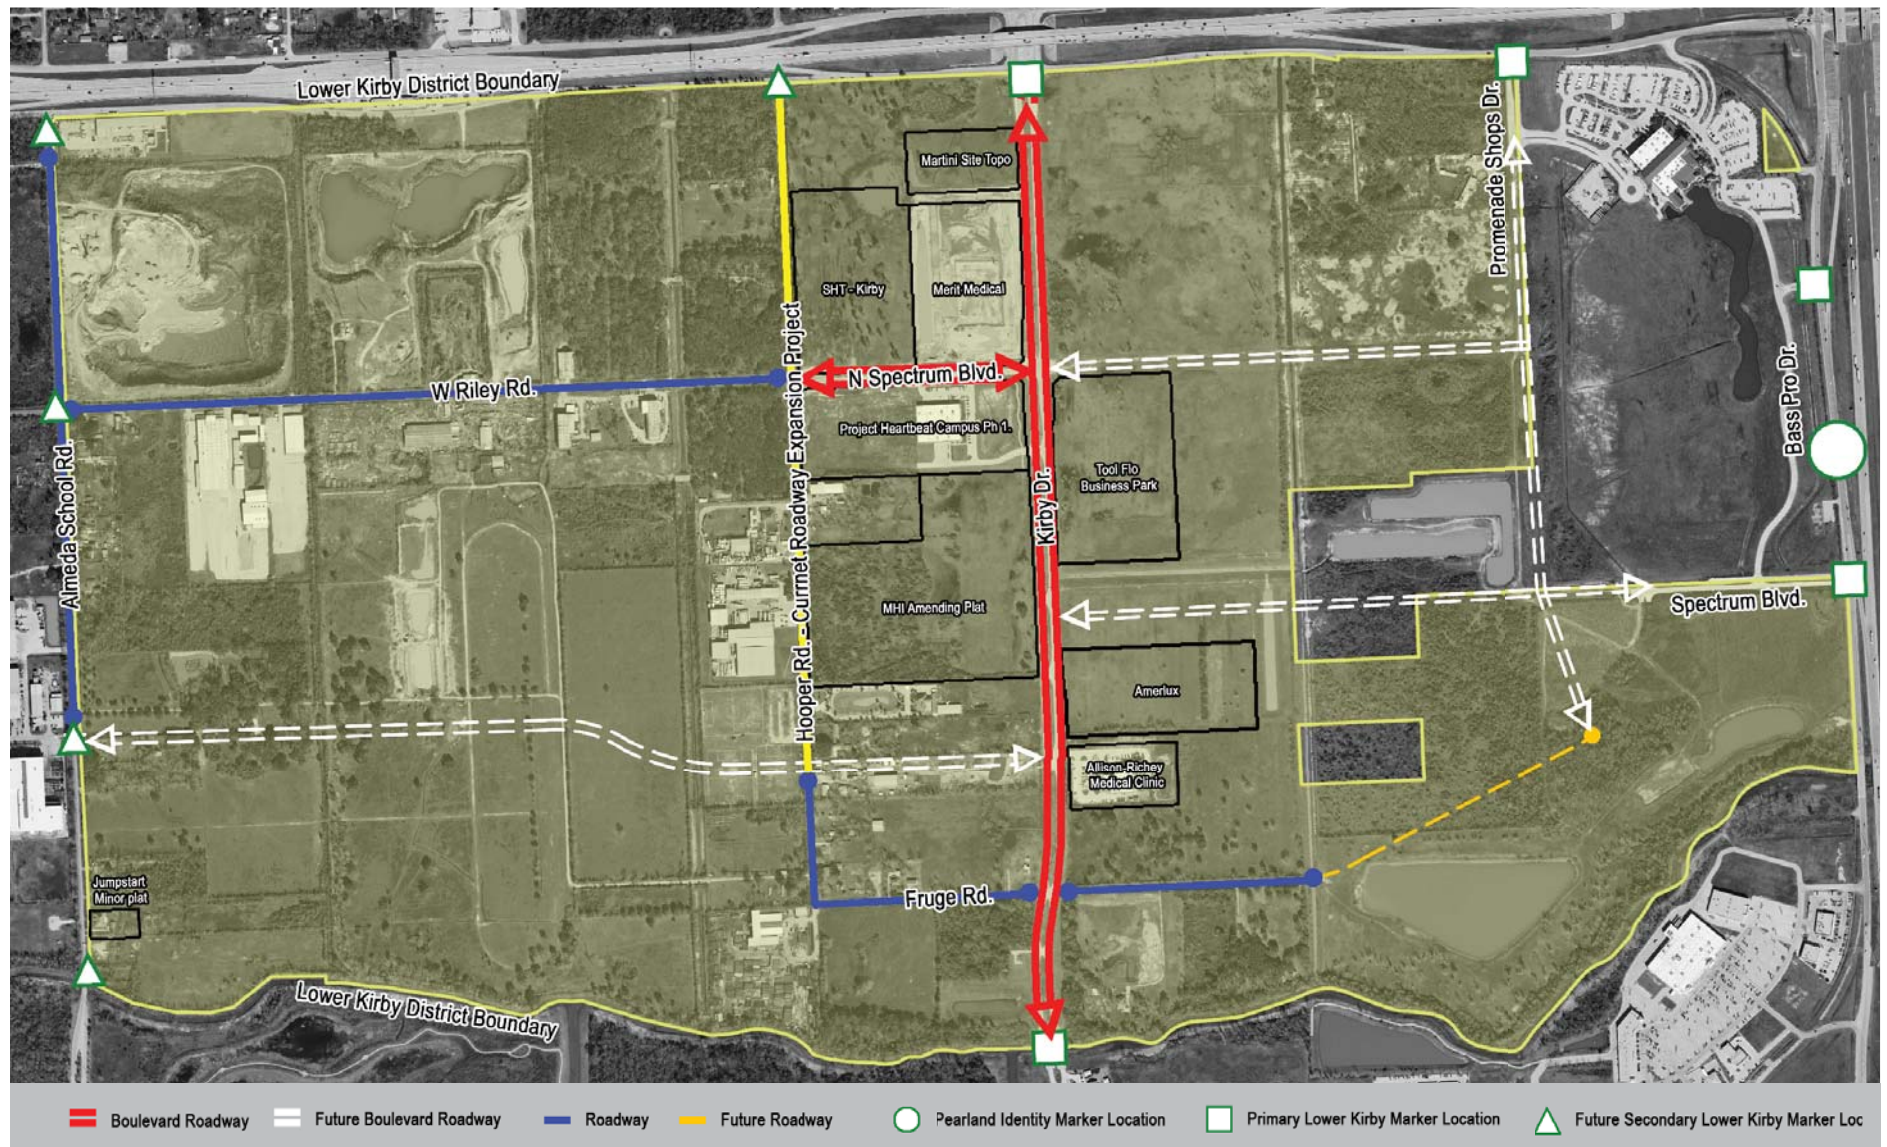 Lower Kirby District Boundary
Promenade Shops Dr.
Martini Site Topo
SHT - Kirby
Merit Medical
Hooper Rd. - Currnet Roadway Expansion Project
W Riley Rd.
N Spectrum Blvd.
Bass Pro Dr.
Almeda School Rd.
Project Heartbeat Campus Ph 1.
Kirby Dr.
Tool Flo
Business Park
MHI Amending Plat
Spectrum Blvd.
Amerlux
Allison-Richey
Medical Clinic
Jumpstart
Minor plat
Fruge Rd.
Lower Kirby District Boundary
Boulevard Roadway
Future Boulevard Roadway
Roadway
Future Roadway
Pearland Identity Marker Location
Primary Lower Kirby Marker Location
Future Secondary Lower Kirby Marker Loc